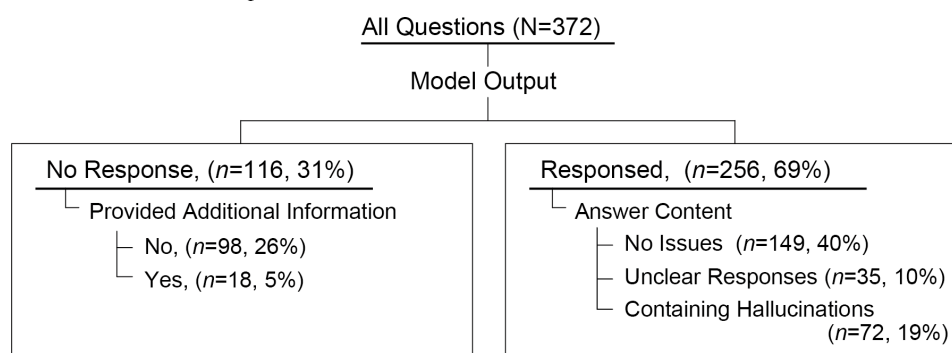 All Questions (N=372)
Model Output
No Response, (n=116, 31%)
Provided Additional Information
No, (n=98, 26%)
Yes, (n=18, 5%)
Responsed, (n=256, 69%)
Answer Content
No Issues (n=149, 40%)
Unclear Responses (n=35, 10%)
Containing Hallucinations
(n=72, 19%)